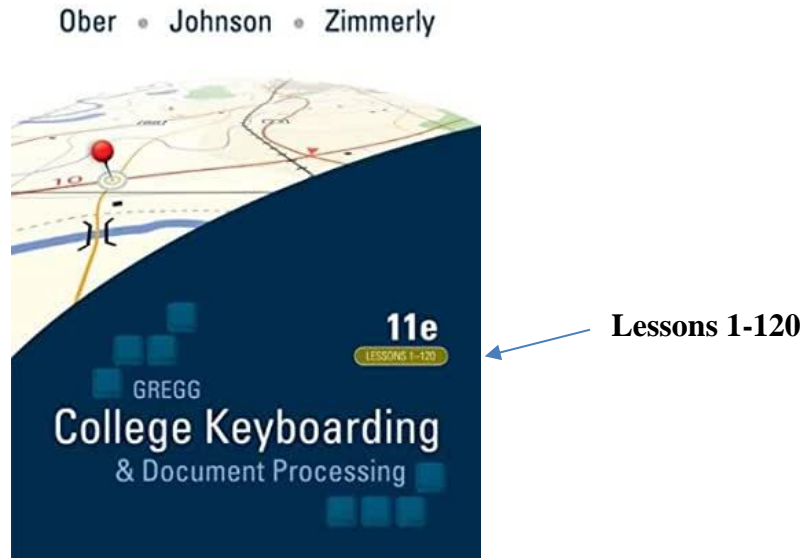 Ober • Johnson • Zimmerly
10
11e
LESSONS 1–120
Lessons 1-120
GREGG
College Keyboarding
& Document Processing